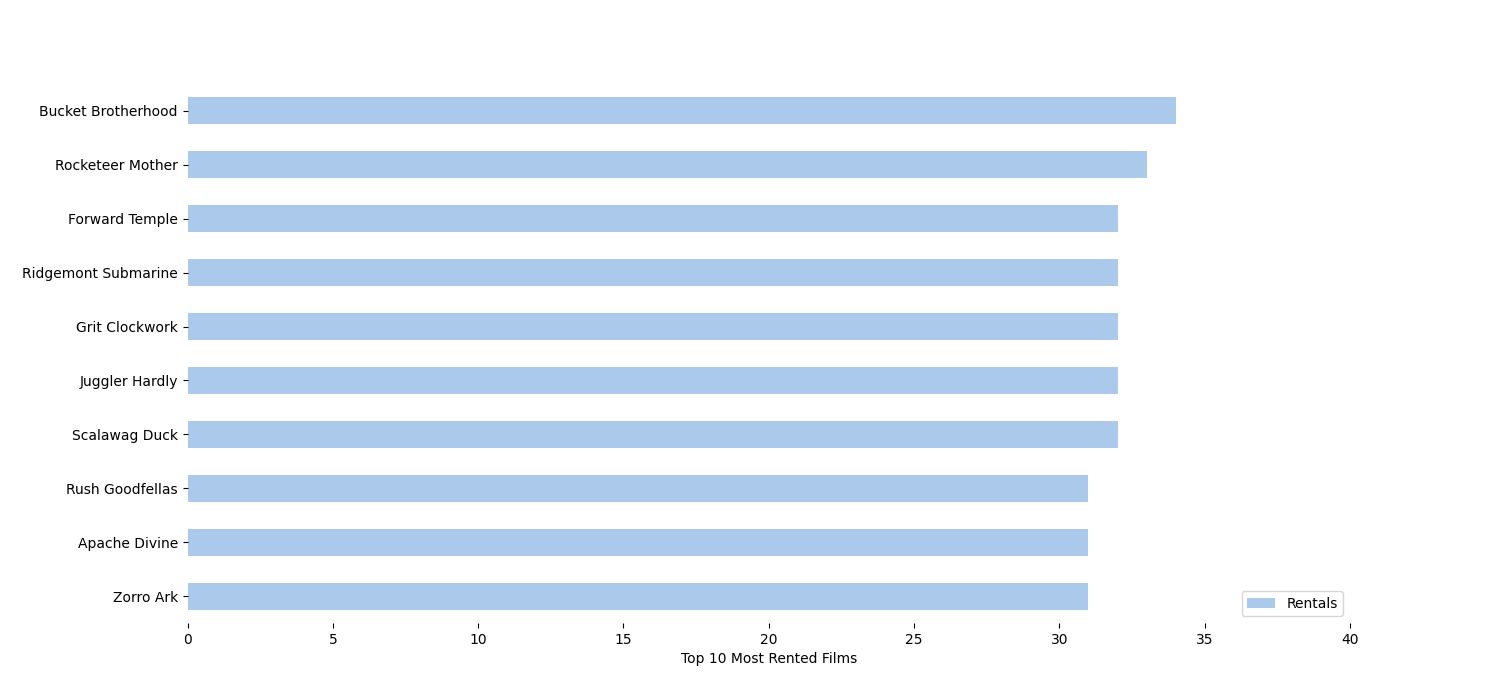 Bucket Brotherhood
Rocketeer Mother
Forward Temple
Ridgemont Submarine
Grit Clockwork
Juggler Hardly
Scalawag Duck
Rush Goodfellas
Apache Divine
Zorro Ark
Rentals
0 5 10 15 20 25 30 35 40
Top 10 Most Rented Films